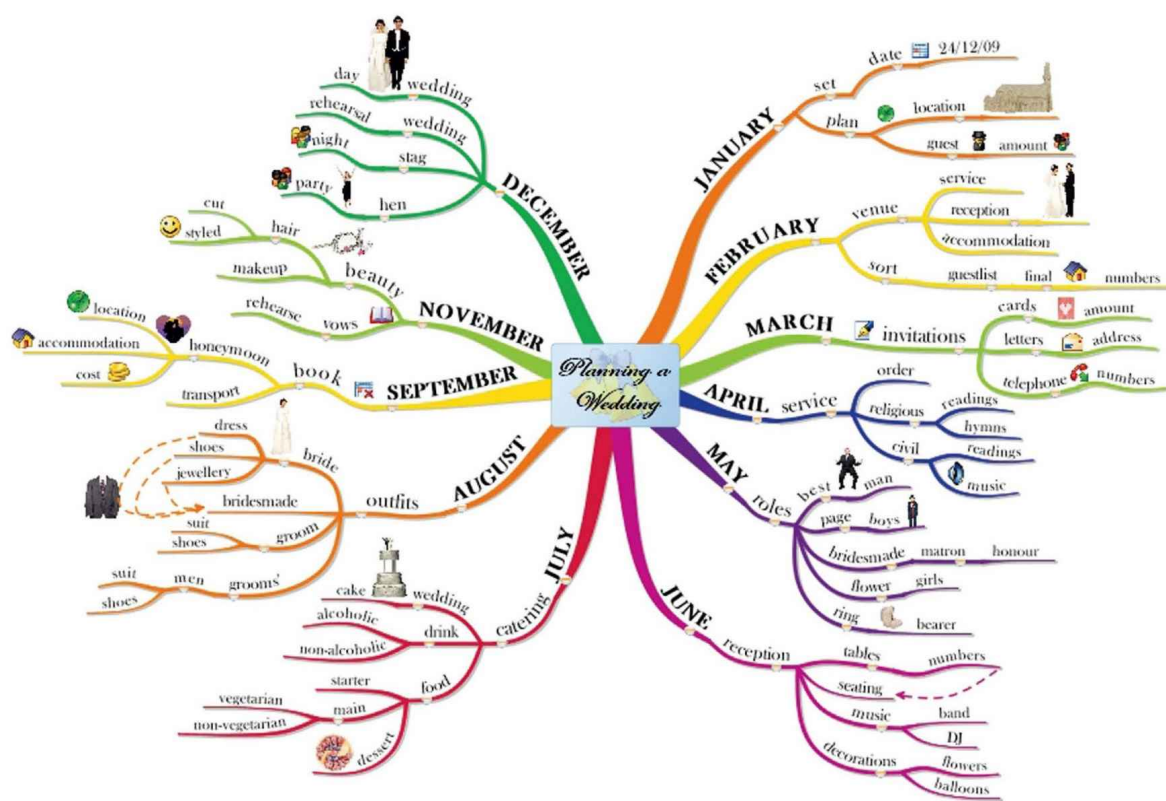 Planning a
Wedding
JANUARY
set
date
24/12/09
plan
location
guest
amount
FEBRUARY
venue
service
reception
accommodation
sort
guestlist
final
numbers
MARCH
invitations
cards
amount
letters
address
telephone
numbers
APRIL
service
order
religious
readings
hymns
civil
readings
music
MAY
roles
best
man
page
boys
bridesmade
matron
honour
flower
girls
ring
bearer
JUNE
reception
tables
numbers
seating
music
band
DJ
decorations
flowers
balloons
JULY
catering
wedding
cake
drink
alcoholic
non-alcoholic
food
starter
main
vegetarian
non-vegetarian
dessert
AUGUST
outfits
bride
dress
shoes
jewellery
bridesmade
groom
suit
shoes
grooms'
men
suit
shoes
SEPTEMBER
book
honeymoon
location
accommodation
cost
transport
NOVEMBER
beauty
hair
cut
styled
makeup
vows
rehearse
DECEMBER
wedding
day
wedding
rehearsal
stag
night
hen
party